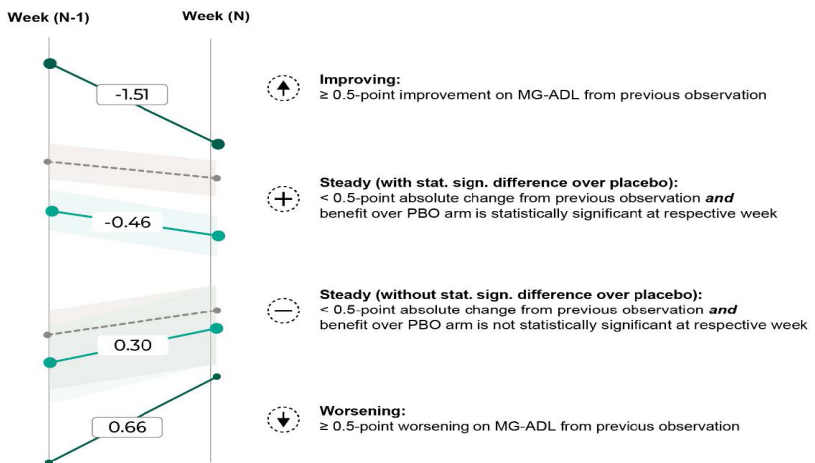 Week (N-1)
Week (N)
-1.51
Improving:
≥ 0.5-point improvement on MG-ADL from previous observation
-0.46
Steady (with stat. sign. difference over placebo):
< 0.5-point absolute change from previous observation and
benefit over PBO arm is statistically significant at respective week
0.30
Steady (without stat. sign. difference over placebo):
< 0.5-point absolute change from previous observation and
benefit over PBO arm is not statistically significant at respective week
0.66
Worsening:
≥ 0.5-point worsening on MG-ADL from previous observation